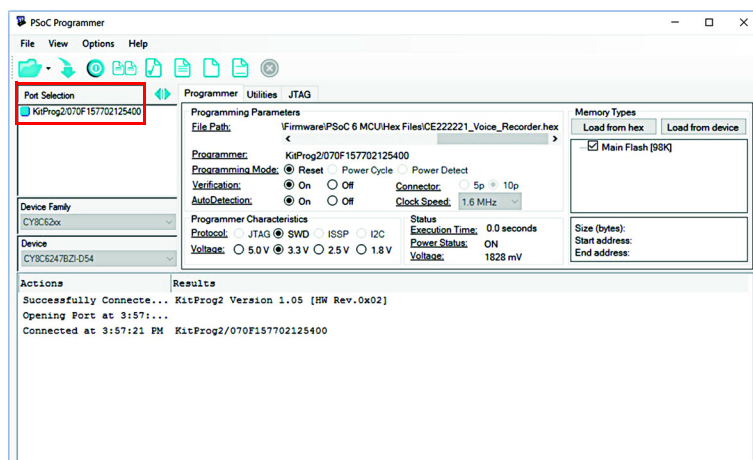 PSoC Programmer
File View Options Help
Port Selection
KitProg2/070F157702125400
Device Family
CY8C62xx
Device
CY8C6247BZI-D54
Programmer Utilities JTAG
Programming Parameters
File Path: \Firmware\PSoC 6 MCU\Hex Files\CE222221_Voice_Recorder.hex
Programmer: KitProg2/070F157702125400
Programming Mode: Reset Power Cycle Power Detect
Verification: On Off Connector: 5p 10p
AutoDetection: On Off Clock Speed: 1.6 MHz
Programmer Characteristics
Protocol: JTAG SWD ISSP I2C
Voltage: 5.0 V 3.3 V 2.5 V 1.8 V
Status
Execution Time: 0.0 seconds
Power Status: ON
Voltage: 1828 mV
Memory Types
Load from hex Load from device
Main Flash [98K]
Size (bytes):
Start address:
End address:
Actions Results
Successfully Connecte... KitProg2 Version 1.05 [HW Rev.0x02]
Opening Port at 3:57:...
Connected at 3:57:21 PM KitProg2/070F157702125400